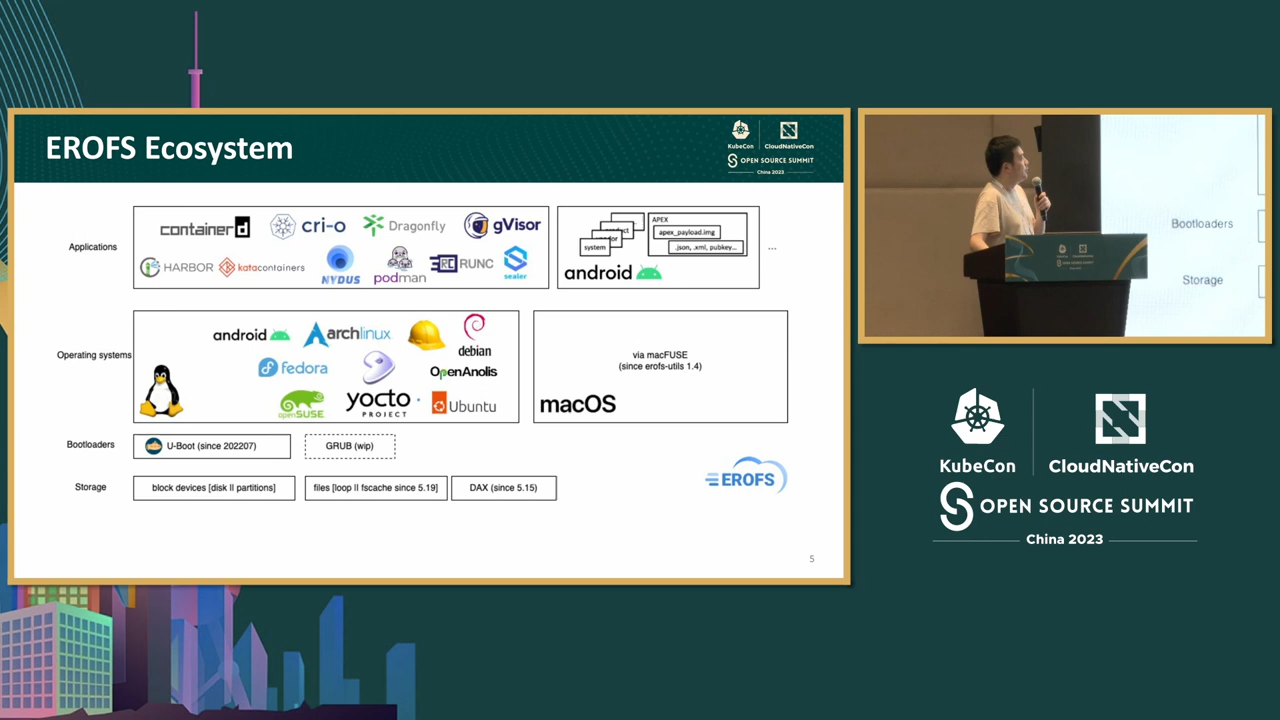 EROFS Ecosystem
KubeCon
CloudNativeCon
OPEN SOURCE SUMMIT
China 2023
Applications
containerd
cri-o
Dragonfly
gVisor
HARBOR
katacontainers
NYDUS
podman
RUNC
sealer
system
APEX
apex_payload.img
.json, .xml, pubkey...
android
...
Operating systems
android
archlinux
debian
fedora
OpenAnolis
openSUSE
yocto
PROJECT
Ubuntu
via macFUSE
(since erofs-utils 1.4)
macOS
Bootloaders
U-Boot (since 202207)
GRUB (wip)
Storage
block devices [disk || partitions]
files [loop || fscache since 5.19]
DAX (since 5.15)
EROFS
5
Bootloaders
Storage
KubeCon
CloudNativeCon
OPEN SOURCE SUMMIT
China 2023